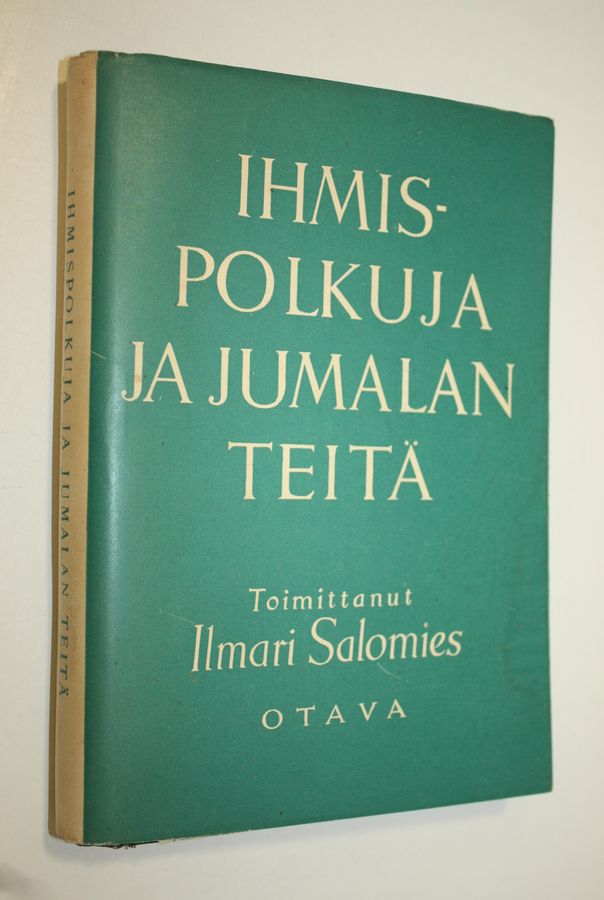 IHMIS-
POLKUJA
JA JUMALAN
TEITÄ
Toimittanut
Ilmari Salomies
OTAVA
IHMISPOLKUJA JA JUMALAN TEITÄ